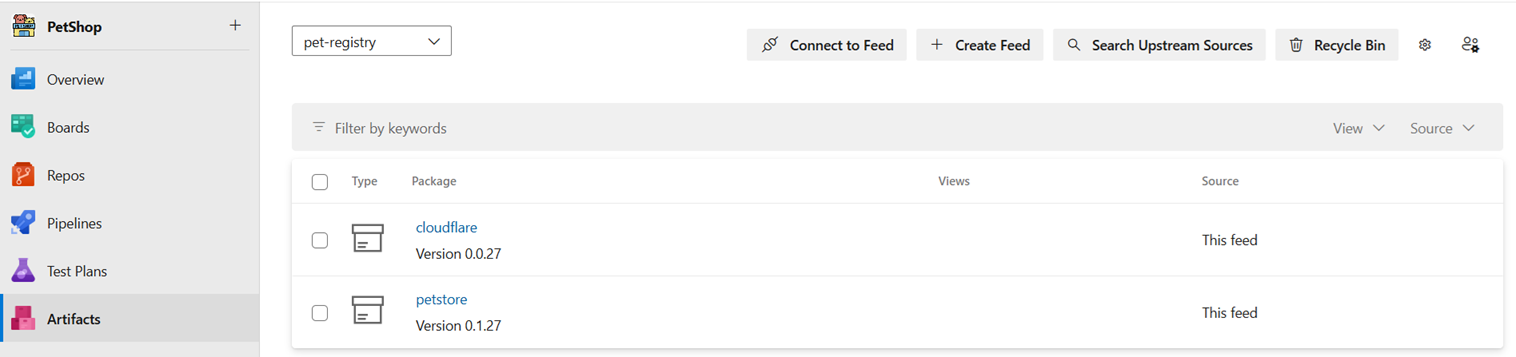 PetShop
Overview
Boards
Repos
Pipelines
Test Plans
Artifacts
pet-registry
Connect to Feed
Create Feed
Search Upstream Sources
Recycle Bin
Filter by keywords
View
Source
Type Package Views Source
cloudflare
Version 0.0.27
This feed
petstore
Version 0.1.27
This feed